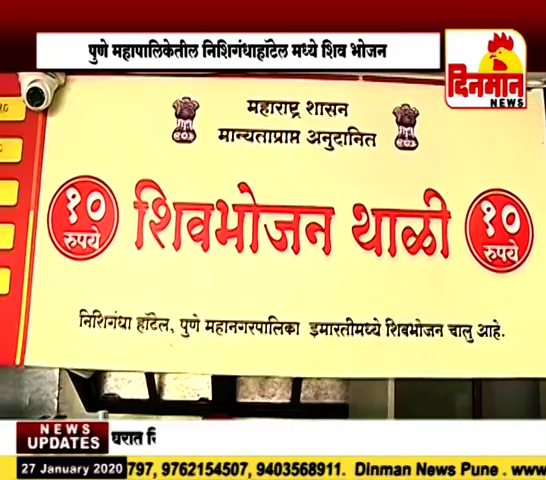 पुणे महापालिकेतील निशिगंधाहॉटेल मध्ये शिव भोजन
दिनमान
NEWS
महाराष्ट्र शासन
मान्यताप्राप्त अनुदानित
१० रुपये
शिवभोजन थाळी
१० रुपये
निशिगंधा हॉटेल, पुणे महानगरपालिका इमारतीमध्ये शिवभोजन चालु आहे.
NEWS UPDATES
घरात
27 January 2020
797, 9762154507, 9403568911. Dinman News Pune . www